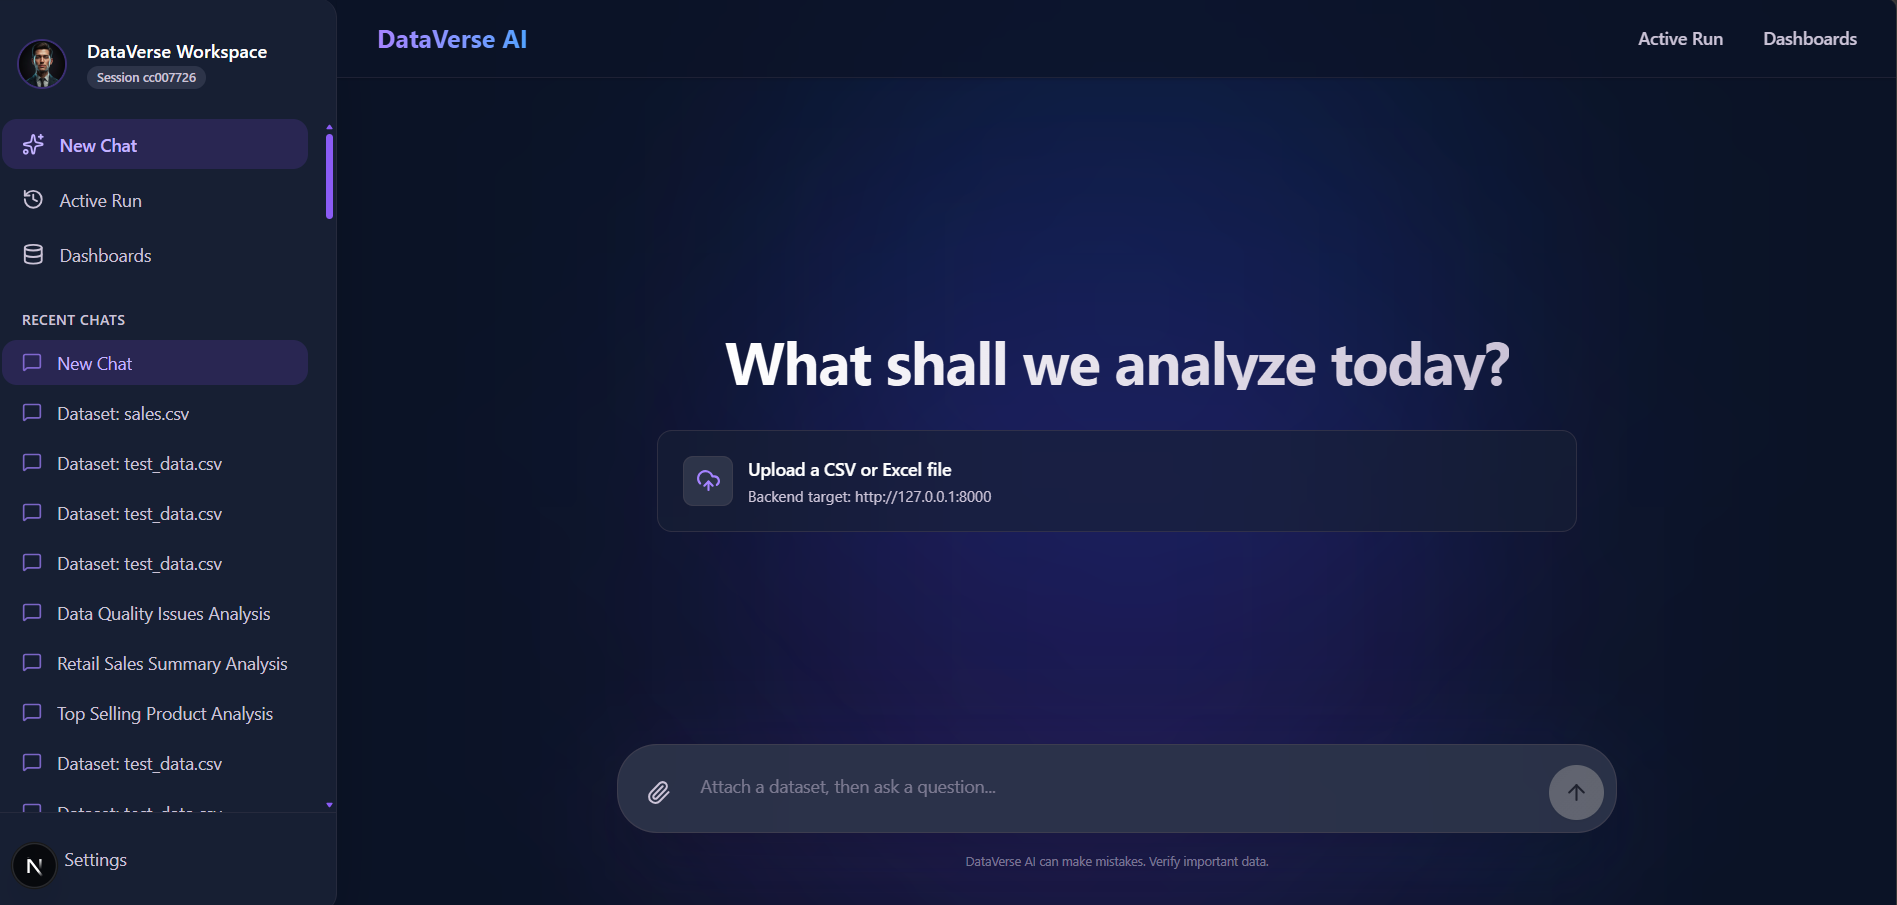 DataVerse Workspace
Session cc007726
New Chat
Active Run
Dashboards
RECENT CHATS
New Chat
Dataset: sales.csv
Dataset: test_data.csv
Dataset: test_data.csv
Dataset: test_data.csv
Data Quality Issues Analysis
Retail Sales Summary Analysis
Top Selling Product Analysis
Dataset: test_data.csv
Dataset: test_data.csv
N
Settings
DataVerse AI
Active Run
Dashboards
What shall we analyze today?
Upload a CSV or Excel file
Backend target: http://127.0.0.1:8000
Attach a dataset, then ask a question...
DataVerse AI can make mistakes. Verify important data.